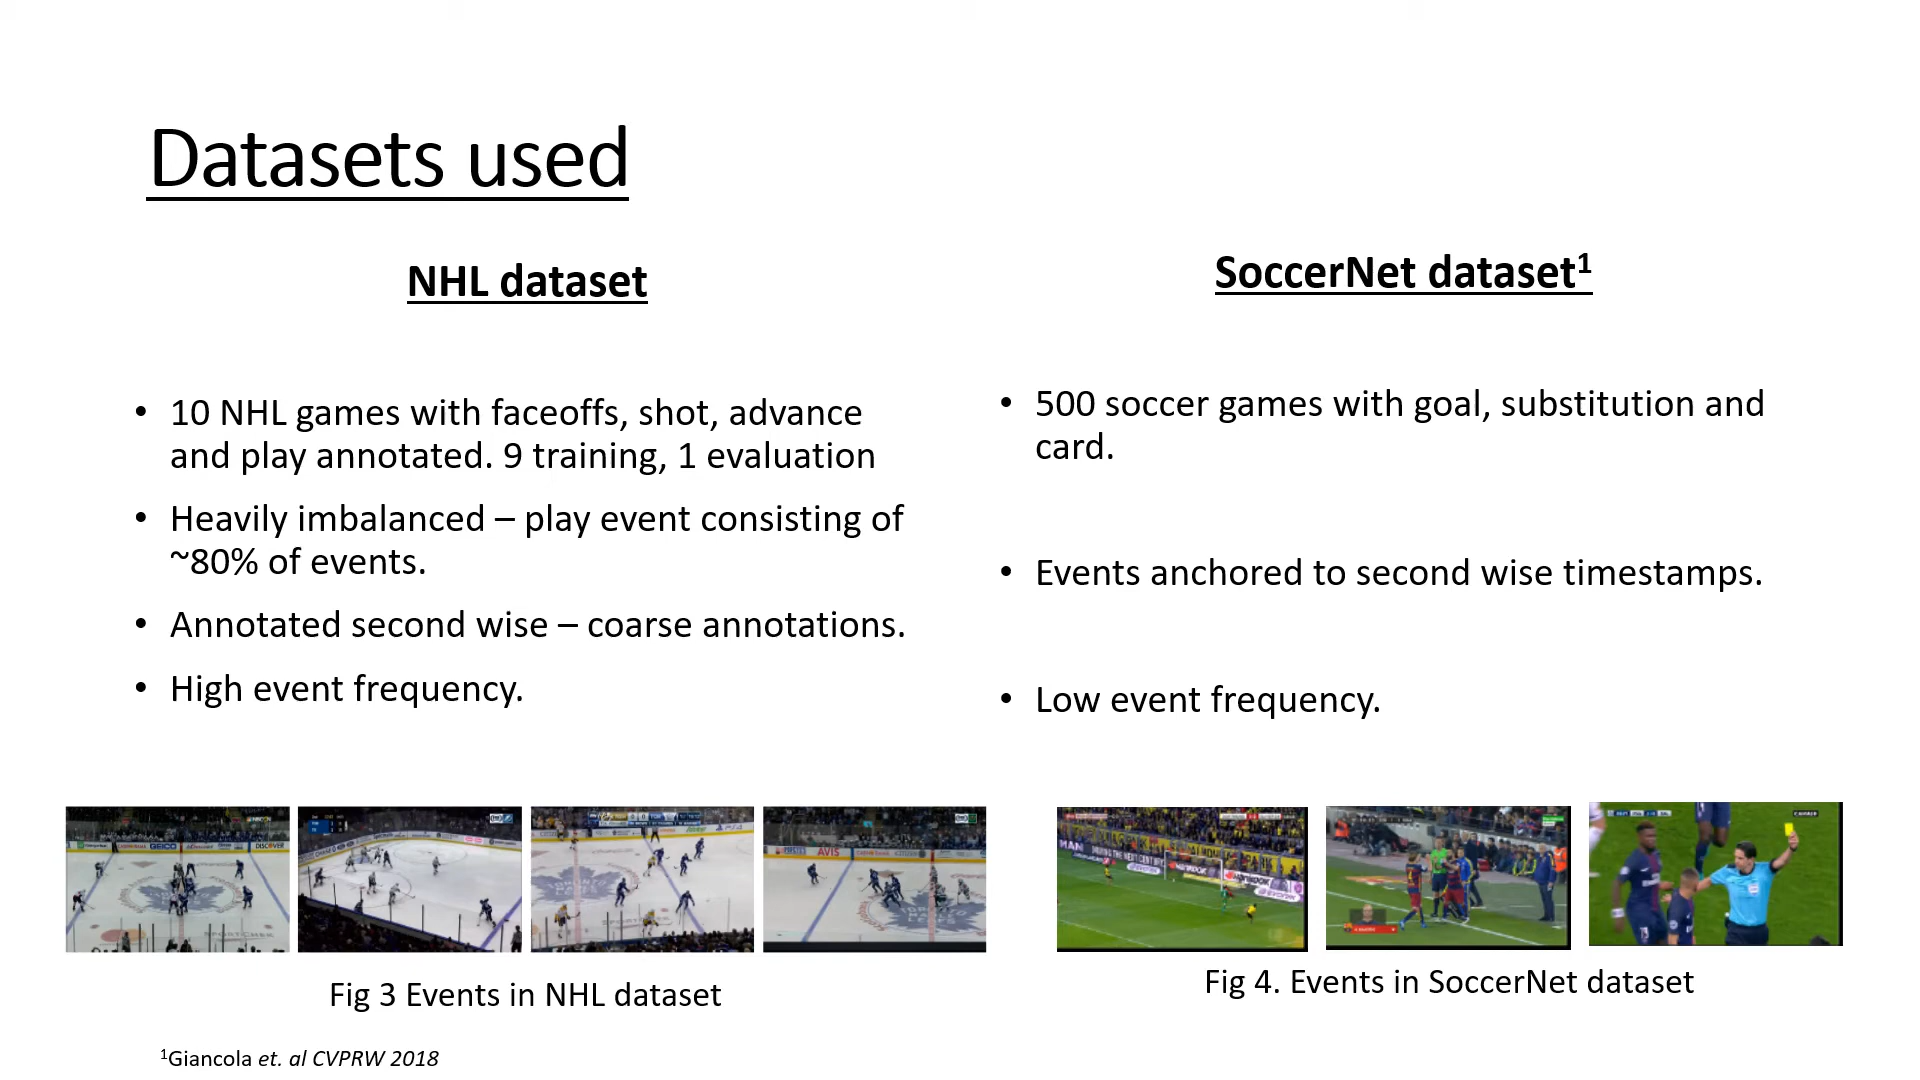 Datasets used
NHL dataset
• 10 NHL games with faceoffs, shot, advance
and play annotated. 9 training, 1 evaluation
• Heavily imbalanced – play event consisting of
~80% of events.
• Annotated second wise – coarse annotations.
• High event frequency.
GEICO
DISCOVER
AVIS
Fig 3 Events in NHL dataset
SoccerNet dataset¹
• 500 soccer games with goal, substitution and
card.
• Events anchored to second wise timestamps.
• Low event frequency.
Fig 4. Events in SoccerNet dataset
¹Giancola et. al CVPRW 2018